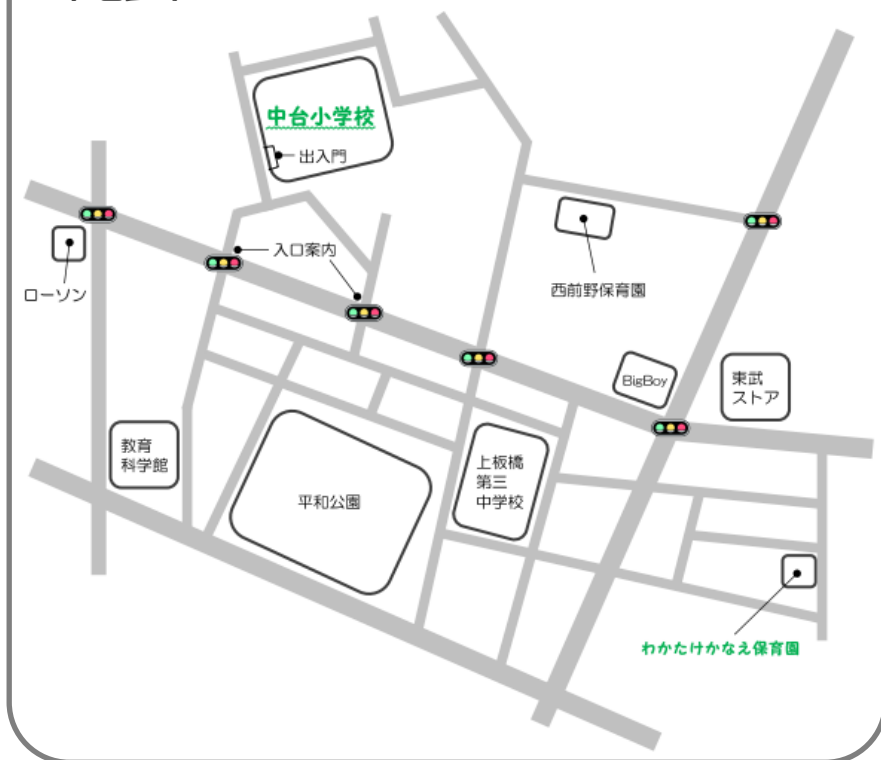 中台小学校
出入門
入口案内
ローソン
西前野保育園
BigBoy
東武
ストア
教育
科学館
上板橋
第三
中学校
平和公園
わかたけかなえ保育園